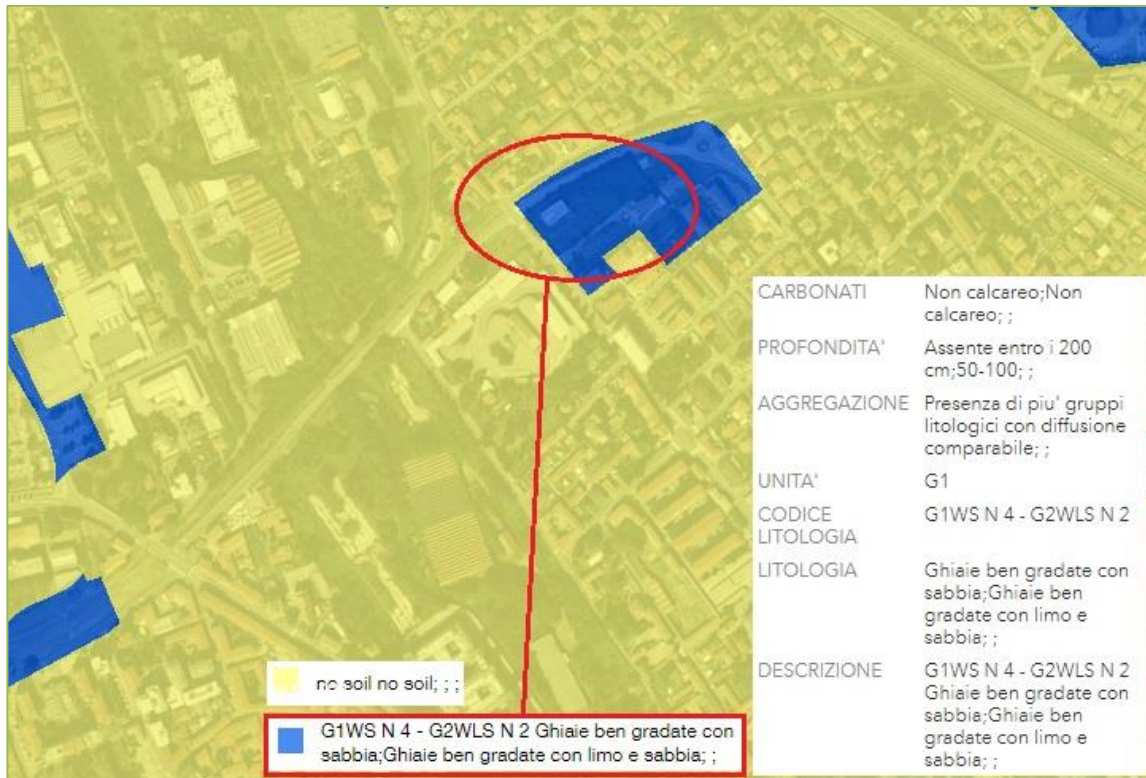 CARBONATI Non calcareo;Non
calcareo; ;
PROFONDITA' Assente entro i 200
cm;50-100; ;
AGGREGAZIONE Presenza di piu' gruppi
litologici con diffusione
comparabile; ;
UNITA' G1
CODICE G1WS N 4 - G2WLS N 2
LITOLOGIA
LITOLOGIA Ghiaie ben gradate con
sabbia;Ghiaie ben
gradate con limo e
sabbia; ;
DESCRIZIONE G1WS N 4 - G2WLS N 2
Ghiaie ben gradate con
sabbia;Ghiaie ben
gradate con limo e
sabbia; ;
no soil no soil; ; ;
G1WS N 4 - G2WLS N 2 Ghiaie ben gradate con
sabbia;Ghiaie ben gradate con limo e sabbia; ;